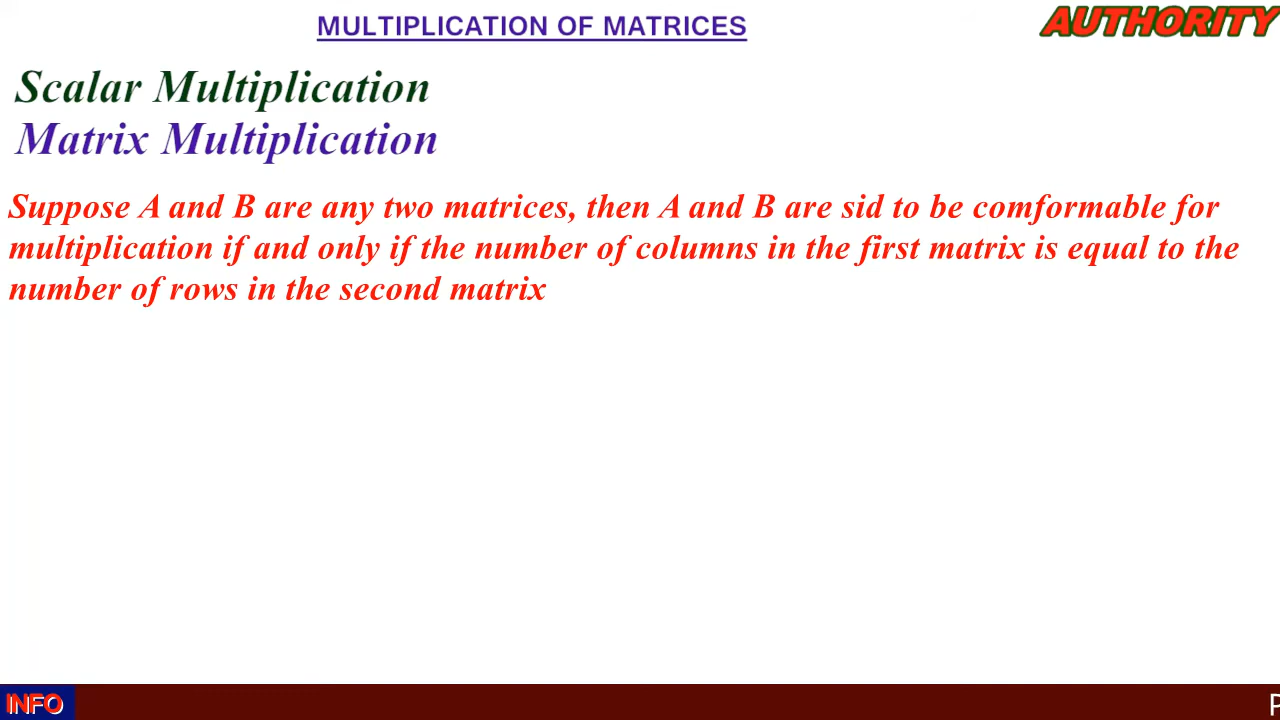 MULTIPLICATION OF MATRICES
AUTHORITY
Scalar Multiplication
Matrix Multiplication
Suppose A and B are any two matrices, then A and B are sid to be comformable for
multiplication if and only if the number of columns in the first matrix is equal to the
number of rows in the second matrix
INFO